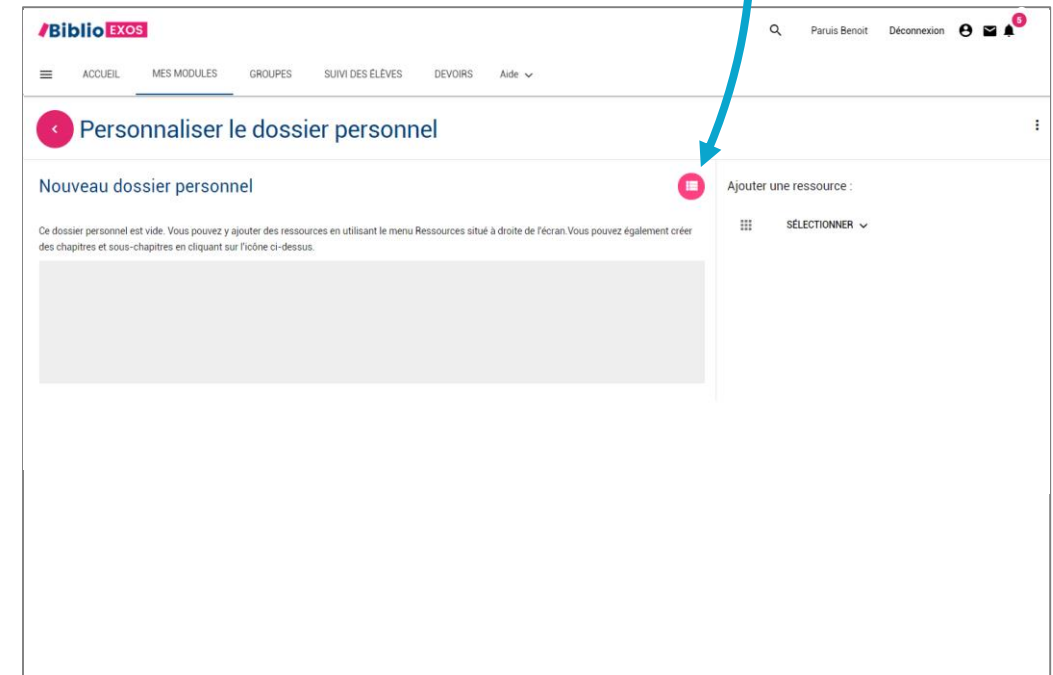 /Biblio EXOS
Paruis Benoit Déconnexion 5
ACCUEIL MES MODULES GROUPES SUIVI DES ÉLÈVES DEVOIRS Aide
Personnaliser le dossier personnel
Nouveau dossier personnel
Ajouter une ressource :
SÉLECTIONNER
Ce dossier personnel est vide. Vous pouvez y ajouter des ressources en utilisant le menu Ressources situé à droite de l'écran.Vous pouvez également créer
des chapitres et sous-chapitres en cliquant sur l'icône ci-dessus.